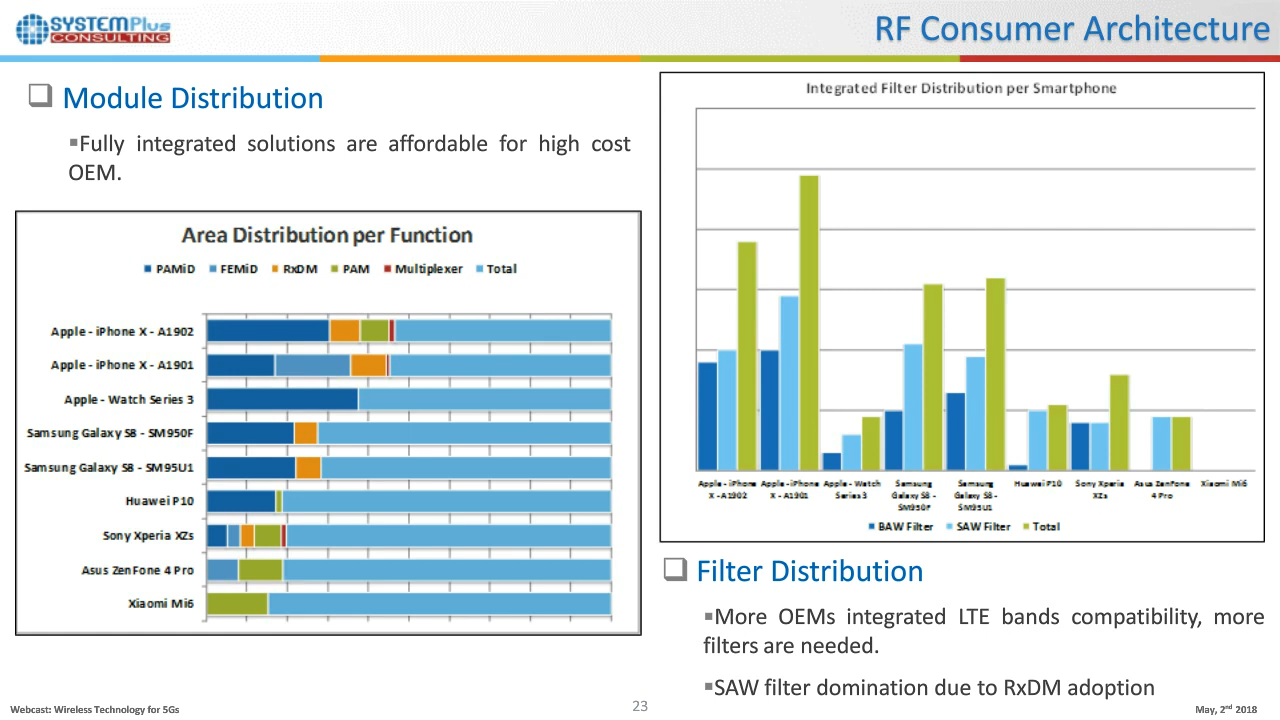 SYSTEMPlus
CONSULTING
RF Consumer Architecture
Module Distribution
Fully integrated solutions are affordable for high cost
OEM.
Area Distribution per Function
PAMiD FEMiD RxDM PAM Multiplexer Total
Apple - iPhone X - A1902
Apple - iPhone X - A1901
Apple - Watch Series 3
Samsung Galaxy S8 - SM950F
Samsung Galaxy S8 - SM95U1
Huawei P10
Sony Xperia XZs
Asus ZenFone 4 Pro
Xiaomi Mi6
Integrated Filter Distribution per Smartphone
Apple - iPhone Apple - iPhone Apple - Watch Samsung Samsung Huawei P10 Sony Xperia Asus ZenFone Xiaomi Mi6
X - A1902 X - A1901 Series 3 Galaxy S8 - Galaxy S8 - XZs 4 Pro
SM950F SM95U1
BAW Filter SAW Filter Total
Filter Distribution
More OEMs integrated LTE bands compatibility, more
filters are needed.
SAW filter domination due to RxDM adoption
Webcast: Wireless Technology for 5Gs
23
May, 2nd 2018